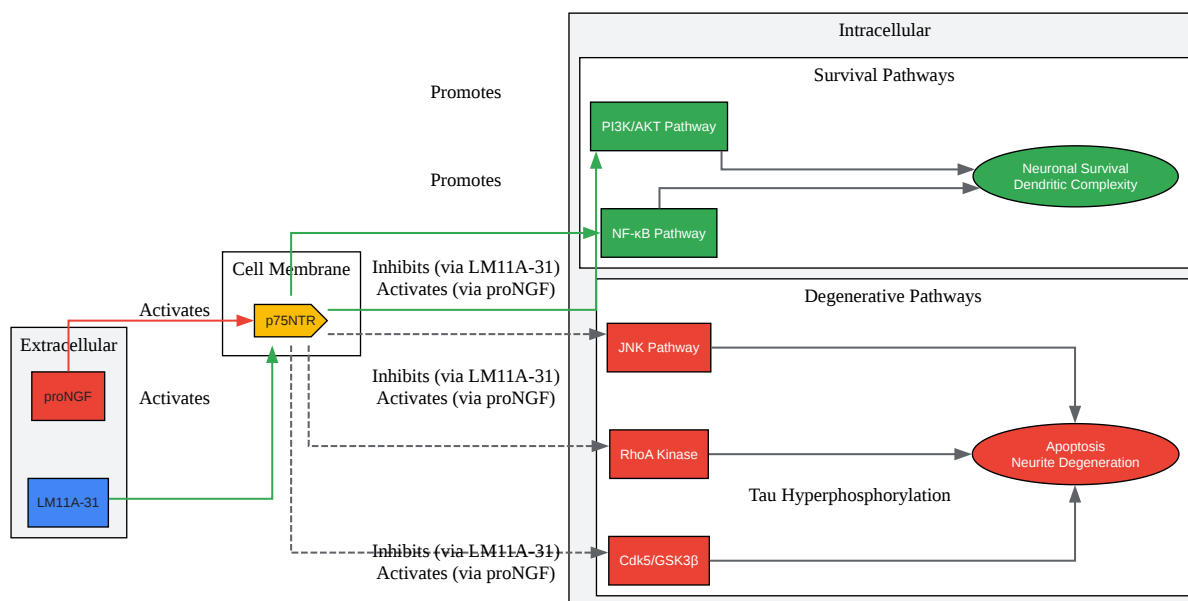 Intracellular
Survival Pathways
Promotes
PI3K/AKT Pathway
Neuronal Survival
Dendritic Complexity
Promotes
NF-κB Pathway
Cell Membrane
Inhibits (via LM11A-31)
Activates (via proNGF)
Degenerative Pathways
Activates
p75NTR
Extracellular
JNK Pathway
proNGF
Inhibits (via LM11A-31)
Activates (via proNGF)
Activates
RhoA Kinase
Apoptosis
Neurite Degeneration
LM11A-31
Tau Hyperphosphorylation
Inhibits (via LM11A-31)
Activates (via proNGF)
Cdk5/GSK3β